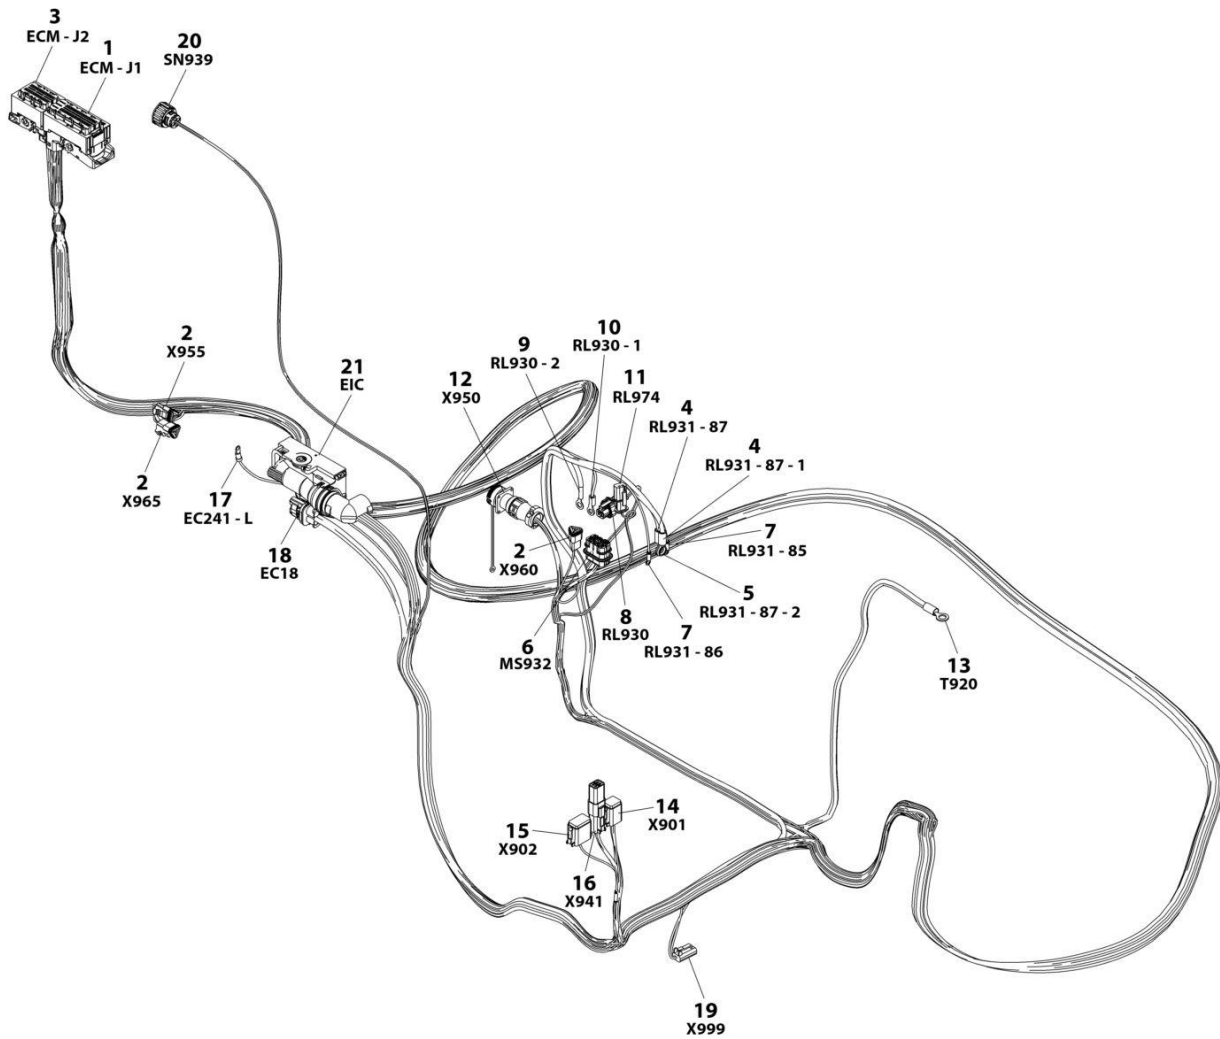 3
ECM - J2
1
ECM - J1
20
SN939
2
X955
21
EIC
12
X950
9
RL930 - 2
10
RL930 - 1
11
RL974
4
RL931 - 87
4
RL931 - 87 - 1
2
X965
17
EC241 - L
18
EC18
2
X960
7
RL931 - 85
5
RL931 - 87 - 2
8
RL930
7
RL931 - 86
6
MS932
13
T920
14
X901
15
X902
16
X941
19
X999